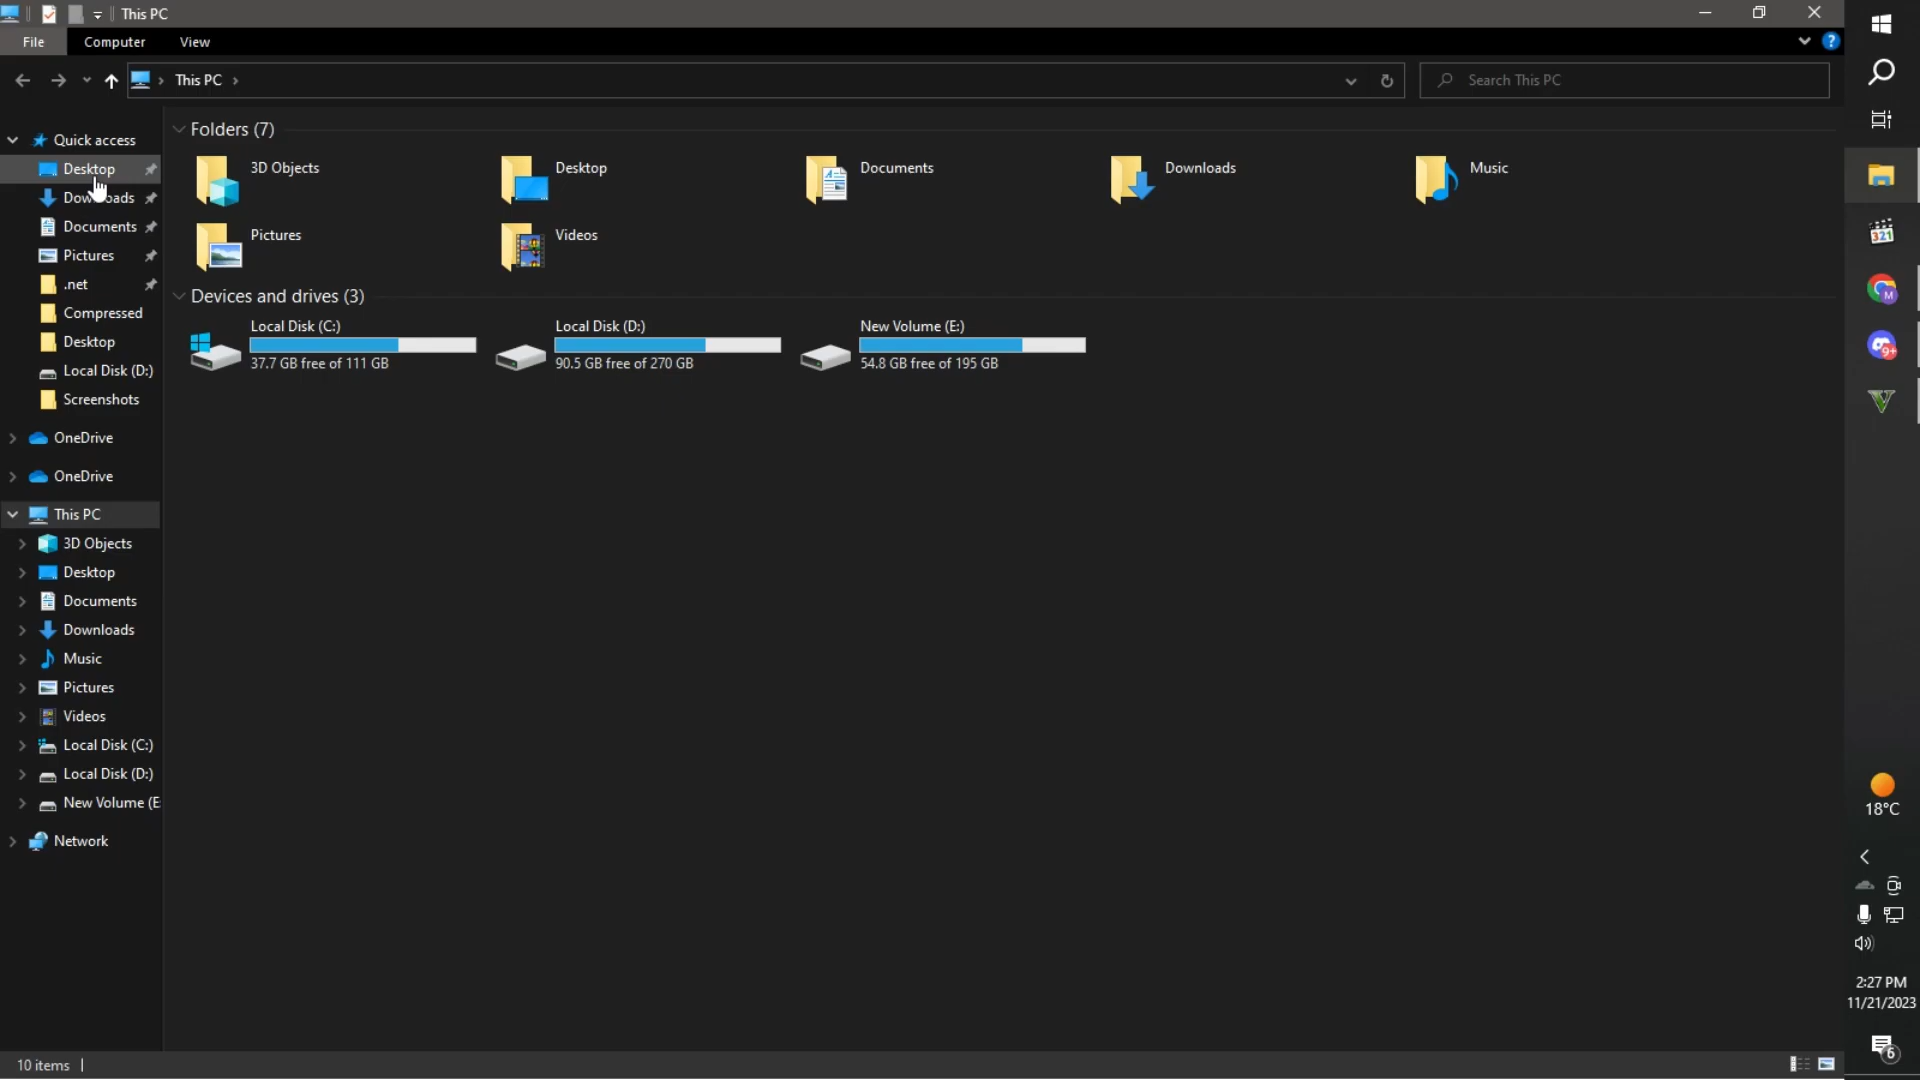 This PC
File Computer View
This PC
Search This PC
Quick access
Desktop
Downloads
Documents
Pictures
.net
Compressed
Desktop
Local Disk (D:)
Screenshots
OneDrive
OneDrive
This PC
3D Objects
Desktop
Documents
Downloads
Music
Pictures
Videos
Local Disk (C:)
Local Disk (D:)
New Volume (E
Network
Folders (7)
3D Objects
Desktop
Documents
Downloads
Music
Pictures
Videos
Devices and drives (3)
Local Disk (C:)
37.7 GB free of 111 GB
Local Disk (D:)
90.5 GB free of 270 GB
New Volume (E:)
54.8 GB free of 195 GB
10 items
321
M
9+
V
18°C
2:27 PM
11/21/2023
6